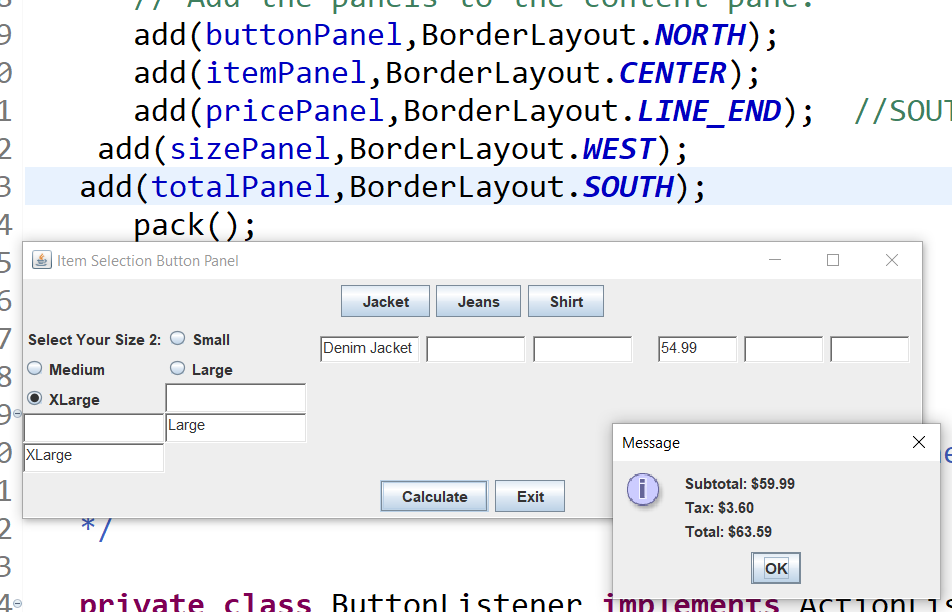 // Add the panels to the content pane.
9 add(buttonPanel,BorderLayout.NORTH);
0 add(itemPanel,BorderLayout.CENTER);
1 add(pricePanel,BorderLayout.LINE_END); //SOUT
2 add(sizePanel,BorderLayout.WEST);
3 add(totalPanel,BorderLayout.SOUTH);
4 pack();
5
Item Selection Button Panel
6
Jacket Jeans Shirt
7
Select Your Size 2: Small
Denim Jacket 54.99
8
Medium Large
9
XLarge
Large
0
XLarge
1
Calculate Exit
Message
Subtotal: $59.99
Tax: $3.60
Total: $63.59
OK
2 */
3
4 private class ButtonListener implements ActionLi